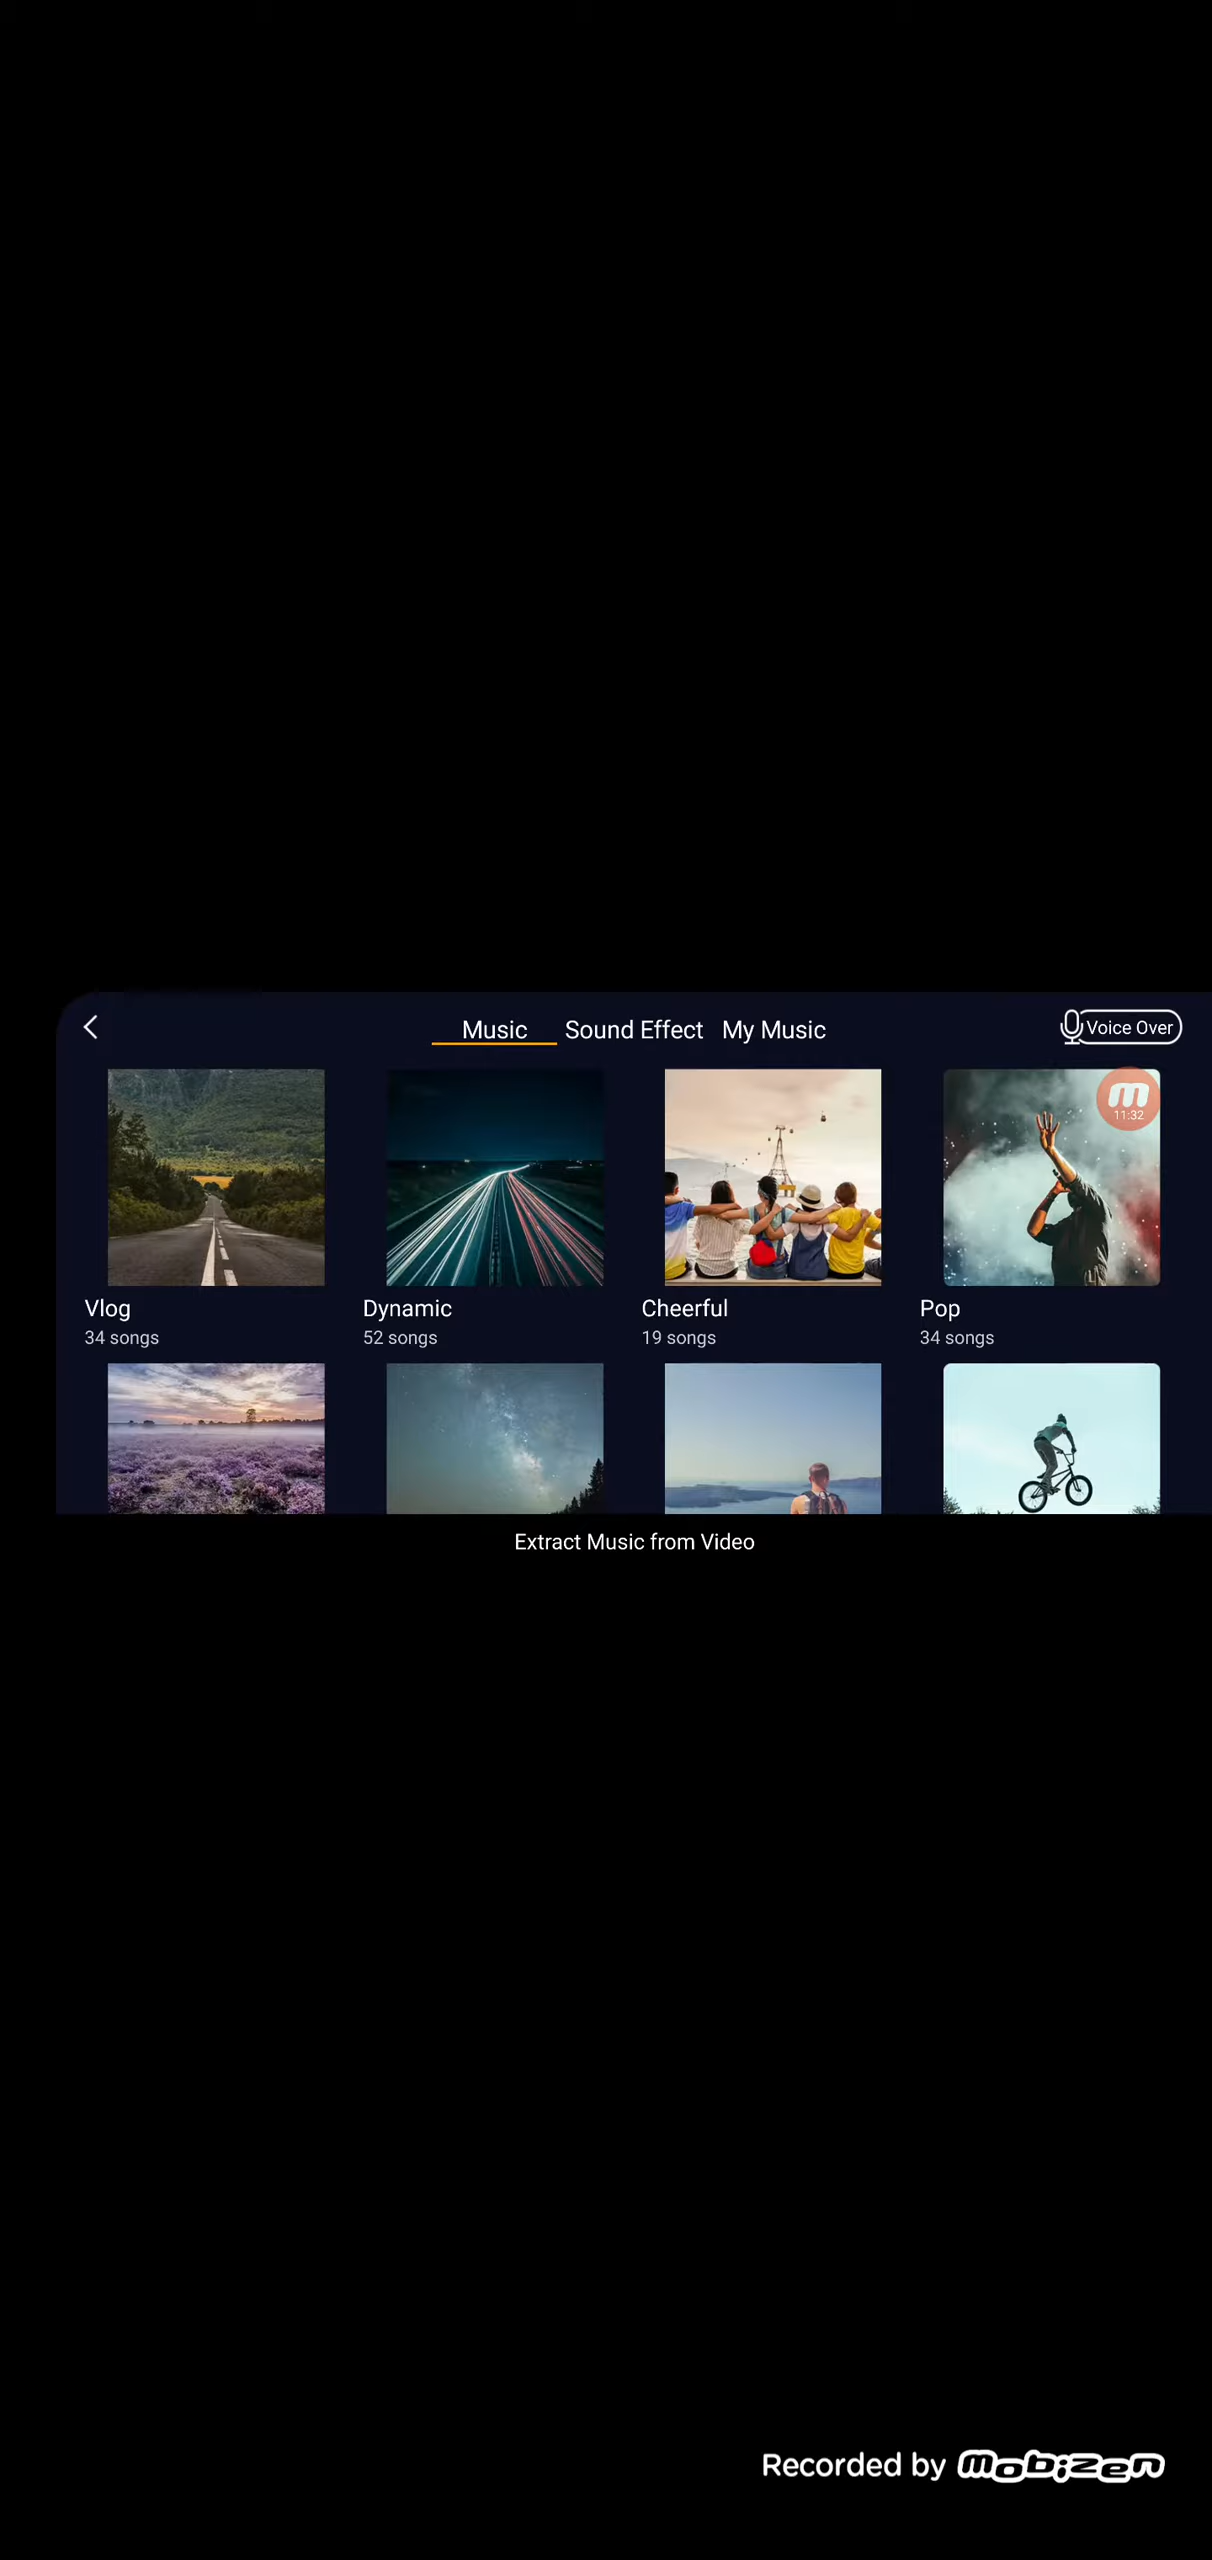 Music Sound Effect My Music Voice Over
11:32
Vlog Dynamic Cheerful Pop
34 songs 52 songs 19 songs 34 songs
Extract Music from Video
Recorded by mobizen